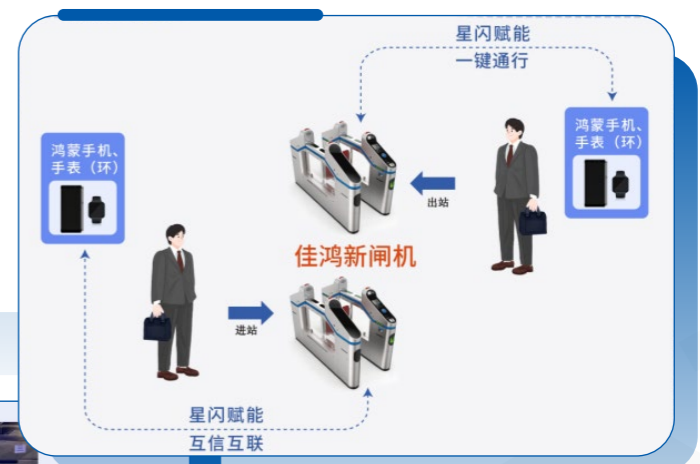 星闪赋能
一键通行
鸿蒙手机、
手表（环）
鸿蒙手机、
手表（环）
出站
佳鸿新闸机
进站
星闪赋能
互信互联